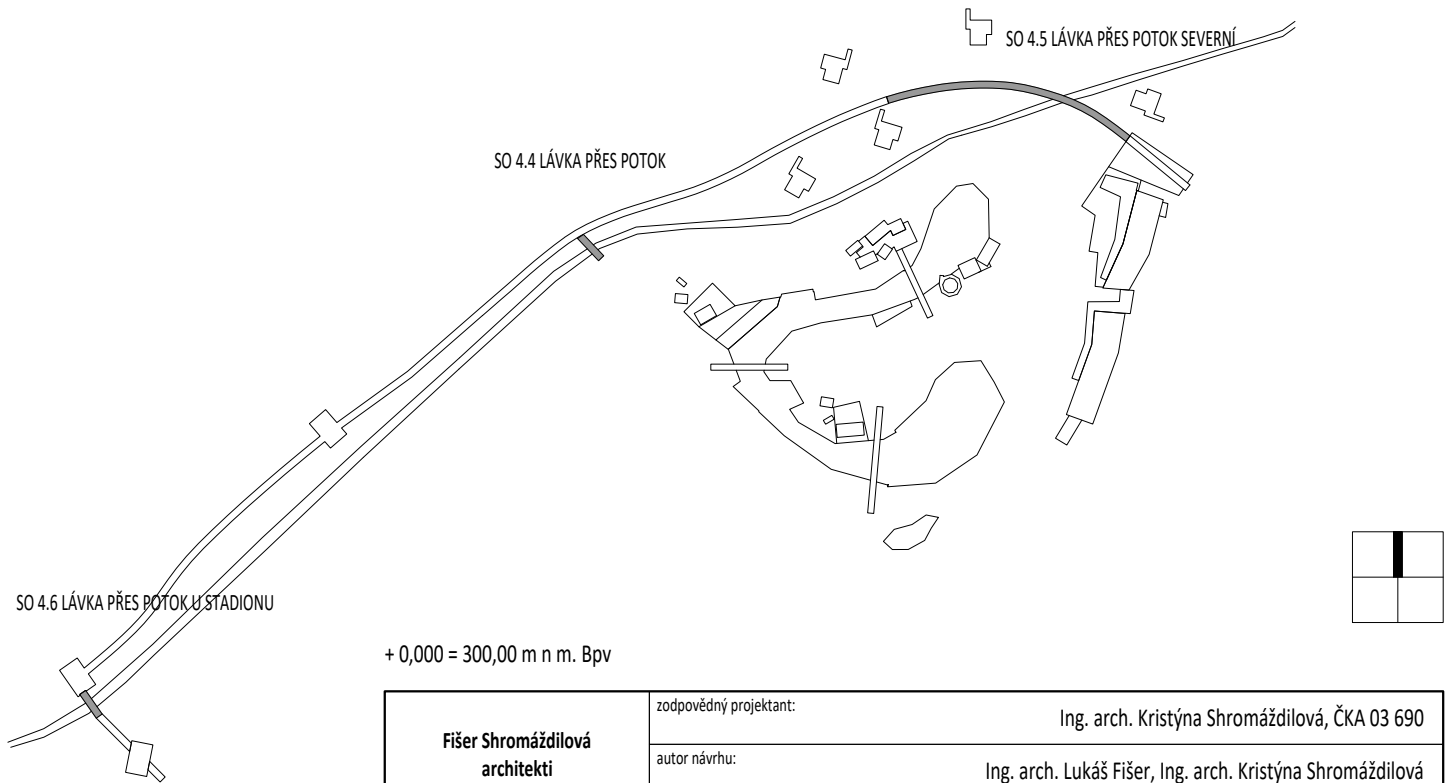 SO 4.5 LÁVKA PŘES POTOK SEVERNÍ
SO 4.4 LÁVKA PŘES POTOK
SO 4.6 LÁVKA PŘES POTOK U STADIONU
+ 0,000 = 300,00 m n m. Bpv
Fišer Shromáždilová
architekti
zodpovědný projektant:
Ing. arch. Kristýna Shromáždilová, ČKA 03 690
autor návrhu:
Ing. arch. Lukáš Fišer, Ing. arch. Kristýna Shromáždilová